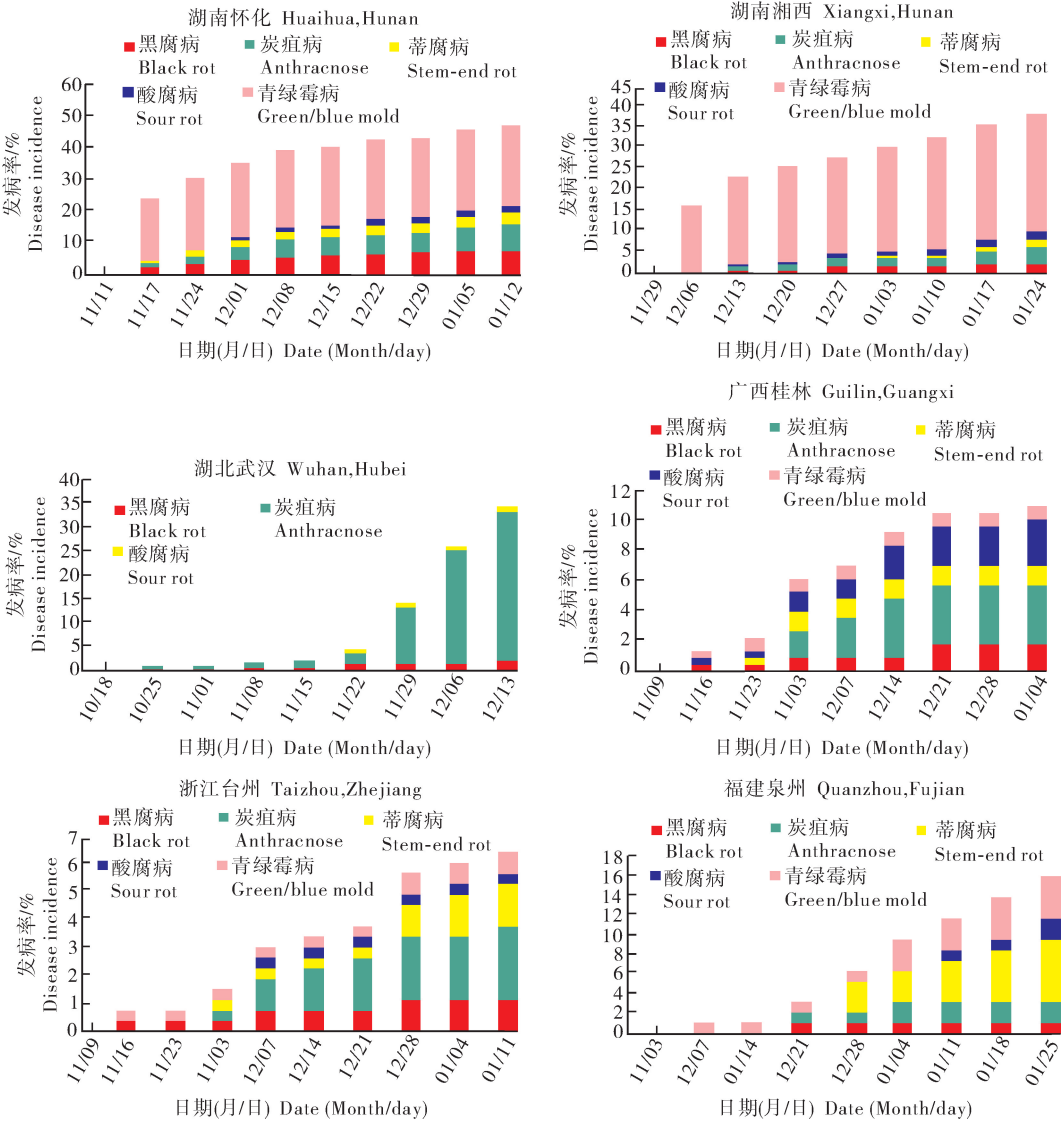 湖南怀化 Huaihua,Hunan
黑腐病 炭疽病 蒂腐病
Black rot Anthracnose Stem-end rot
酸腐病 青绿霉病
Sour rot Green/blue mold
发病率/%
Disease incidence
60
50
40
30
20
10
0
11/11 11/17 11/24 12/01 12/08 12/15 12/22 12/29 01/05 01/12
日期(月/日) Date (Month/day)
湖南湘西 Xiangxi,Hunan
黑腐病 炭疽病 蒂腐病
Black rot Anthracnose Stem-end rot
酸腐病 青绿霉病
Sour rot Green/blue mold
发病率/%
Disease incidence
45
40
35
30
25
20
15
10
5
0
11/29 12/06 12/13 12/20 12/27 01/03 01/10 01/17 01/24
日期(月/日) Date (Month/day)
湖北武汉 Wuhan,Hubei
黑腐病 炭疽病
Black rot Anthracnose
酸腐病
Sour rot
发病率/%
Disease incidence
40
35
30
25
20
15
10
5
0
10/18 10/25 11/01 11/08 11/15 11/22 11/29 12/06 12/13
日期(月/日) Date (Month/day)
广西桂林 Guilin,Guangxi
黑腐病 炭疽病 蒂腐病
Black rot Anthracnose Stem-end rot
酸腐病 青绿霉病
Sour rot Green/blue mold
发病率/%
Disease incidence
12
10
8
6
4
2
0
11/09 11/16 11/23 11/03 12/07 12/14 12/21 12/28 01/04
日期(月/日) Date (Month/day)
浙江台州 Taizhou,Zhejiang
黑腐病 炭疽病 蒂腐病
Black rot Anthracnose Stem-end rot
酸腐病 青绿霉病
Sour rot Green/blue mold
发病率/%
Disease incidence
7
6
5
4
3
2
1
0
11/09 11/16 11/23 11/03 12/07 12/14 12/21 12/28 01/04 01/11
日期(月/日) Date (Month/day)
福建泉州 Quanzhou,Fujian
黑腐病 炭疽病 蒂腐病
Black rot Anthracnose Stem-end rot
酸腐病 青绿霉病
Sour rot Green/blue mold
发病率/%
Disease incidence
18
16
14
12
10
8
6
4
2
0
11/03 12/07 01/14 12/21 12/28 01/04 01/11 01/18 01/25
日期(月/日) Date (Month/day)